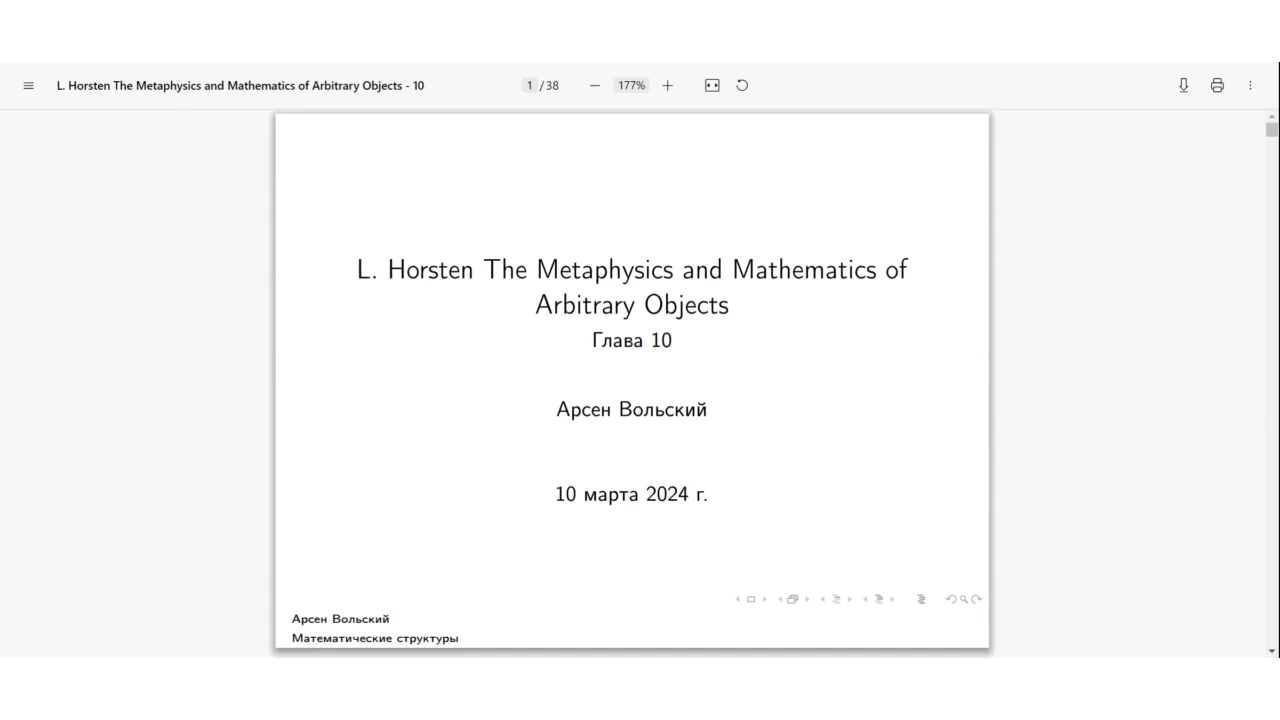 L. Horsten The Metaphysics and Mathematics of Arbitrary Objects - 10
1 / 38
177%
L. Horsten The Metaphysics and Mathematics of
Arbitrary Objects
Глава 10
Арсен Вольский
10 марта 2024 г.
Арсен Вольский
Математические структуры